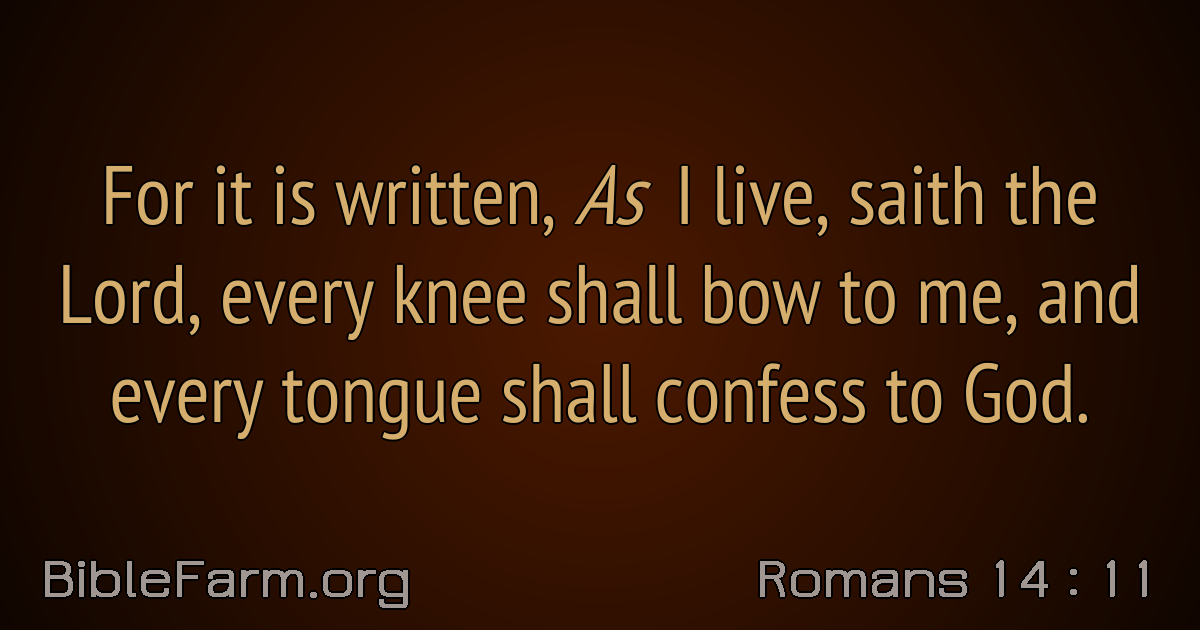 For it is written, As I live, saith the
Lord, every knee shall bow to me, and
every tongue shall confess to God.
BibleFarm.org
Romans 14 : 11